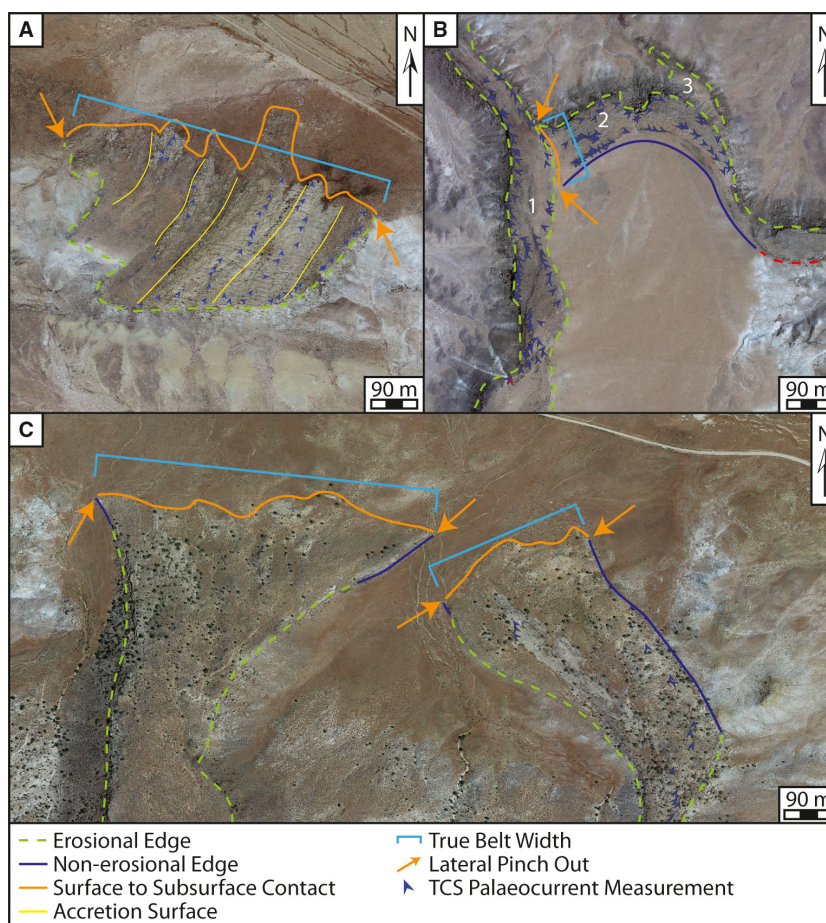 A
N
90 m
B
N
1
2
3
90 m
C
N
90 m
Erosional Edge
Non-erosional Edge
Surface to Subsurface Contact
Accretion Surface
True Belt Width
Lateral Pinch Out
TCS Palaeocurrent Measurement